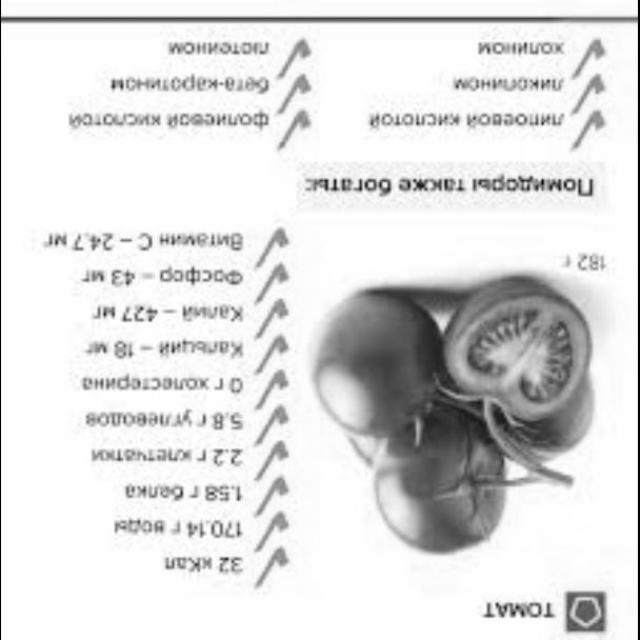 ТОМАТ
32 кКал
170.14 г воды
1.58 г белка
2.2 г клетчатки
5.8 г углеводов
0 г холестерина
Кальций – 18 мг
Калий – 427 мг
Фосфор – 43 мг
Витамин С – 24.7 мг
182 г
Помидоры также богаты:
липоевой кислотой
ликопином
холином
фолиевой кислотой
бета-каротином
лютеином